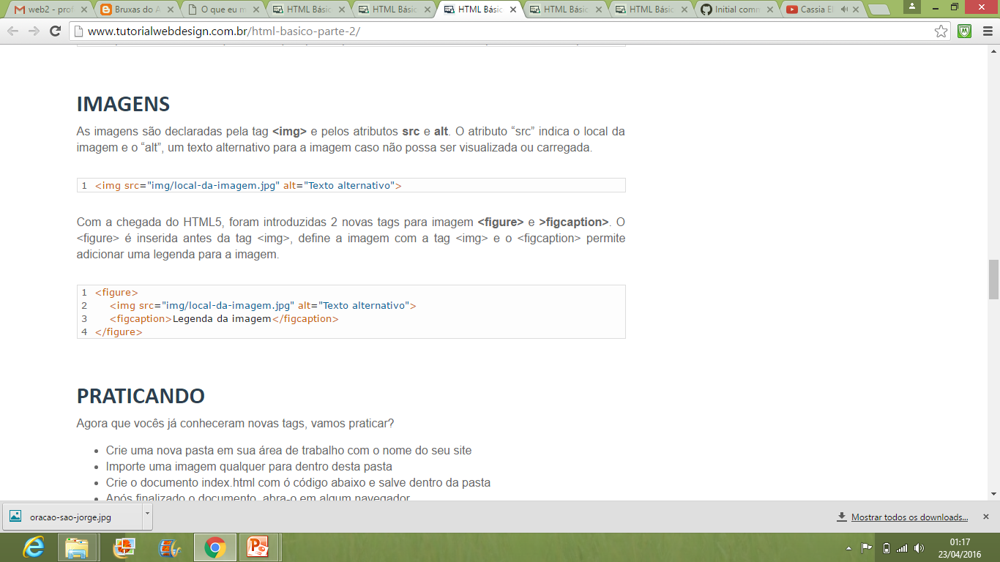 web2 - prof
Bruxas do A
O que eu m
HTML Básic
HTML Básic
HTML Básic
HTML Básic
HTML Básic
Initial comm
Cassia El
www.tutorialwebdesign.com.br/html-basico-parte-2/
IMAGENS
As imagens são declaradas pela tag <img> e pelos atributos src e alt. O atributo “src” indica o local da
imagem e o “alt”, um texto alternativo para a imagem caso não possa ser visualizada ou carregada.
1 <img src="img/local-da-imagem.jpg" alt="Texto alternativo">
Com a chegada do HTML5, foram introduzidas 2 novas tags para imagem <figure> e >figcaption>. O
<figure> é inserida antes da tag <img>, define a imagem com a tag <img> e o <figcaption> permite
adicionar uma legenda para a imagem.
1 <figure>
2 <img src="img/local-da-imagem.jpg" alt="Texto alternativo">
3 <figcaption>Legenda da imagem</figcaption>
4 </figure>
PRATICANDO
Agora que vocês já conheceram novas tags, vamos praticar?
• Crie uma nova pasta em sua área de trabalho com o nome do seu site
• Importe uma imagem qualquer para dentro desta pasta
• Crie o documento index.html com ó código abaixo e salve dentro da pasta
• Após finalizado o documento, abra-o em algum navegador
oracao-sao-jorge.jpg
Mostrar todos os downloads...
01:17
23/04/2016